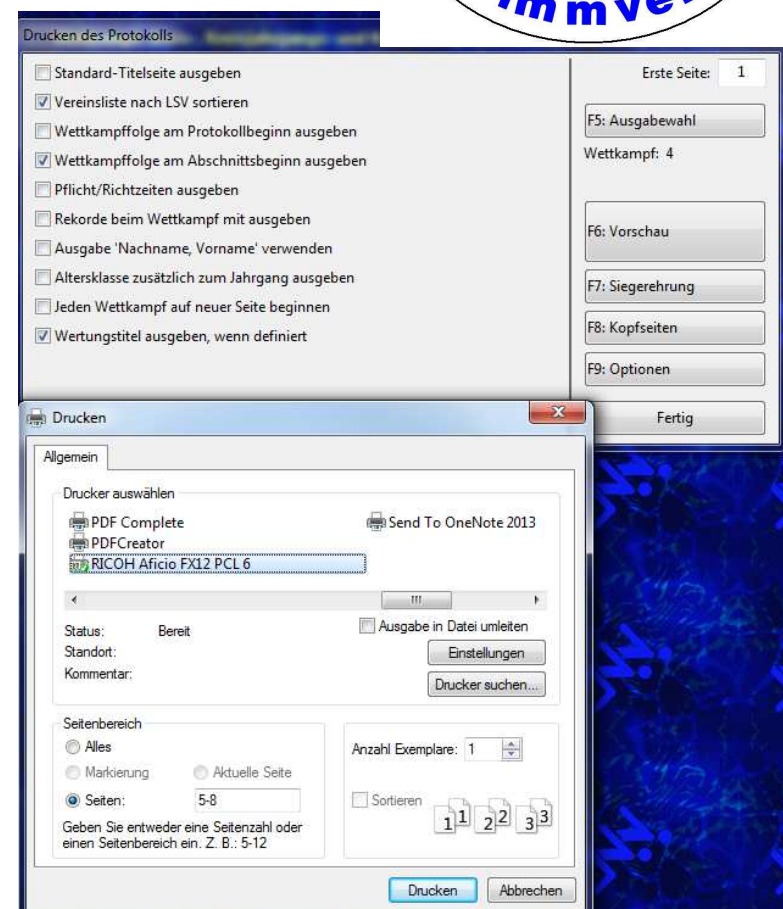 Drucken des Protokolls
Standard-Titelseite ausgeben
Vereinsliste nach LSV sortieren
Wettkampffolge am Protokollbeginn ausgeben
Wettkampffolge am Abschnittsbeginn ausgeben
Pflicht/Richtzeiten ausgeben
Rekorde beim Wettkampf mit ausgeben
Ausgabe 'Nachname, Vorname' verwenden
Altersklasse zusätzlich zum Jahrgang ausgeben
Jeden Wettkampf auf neuer Seite beginnen
Wertungstitel ausgeben, wenn definiert
Erste Seite: 1
F5: Ausgabewahl
Wettkampf: 4
F6: Vorschau
F7: Siegerehrung
F8: Kopfseiten
F9: Optionen
Fertig
Drucken
Allgemein
Drucker auswählen
PDF Complete
Send To OneNote 2013
PDFCreator
RICOH Aficio FX12 PCL 6
Status: Bereit
Standort:
Kommentar:
Ausgabe in Datei umleiten
Einstellungen
Drucker suchen...
Seitenbereich
Alles
Markierung
Aktuelle Seite
Seiten: 5-8
Geben Sie entweder eine Seitenzahl oder
einen Seitenbereich ein. Z. B.: 5-12
Anzahl Exemplare: 1
Sortieren
1 1 2 2 3 3
Drucken
Abbrechen